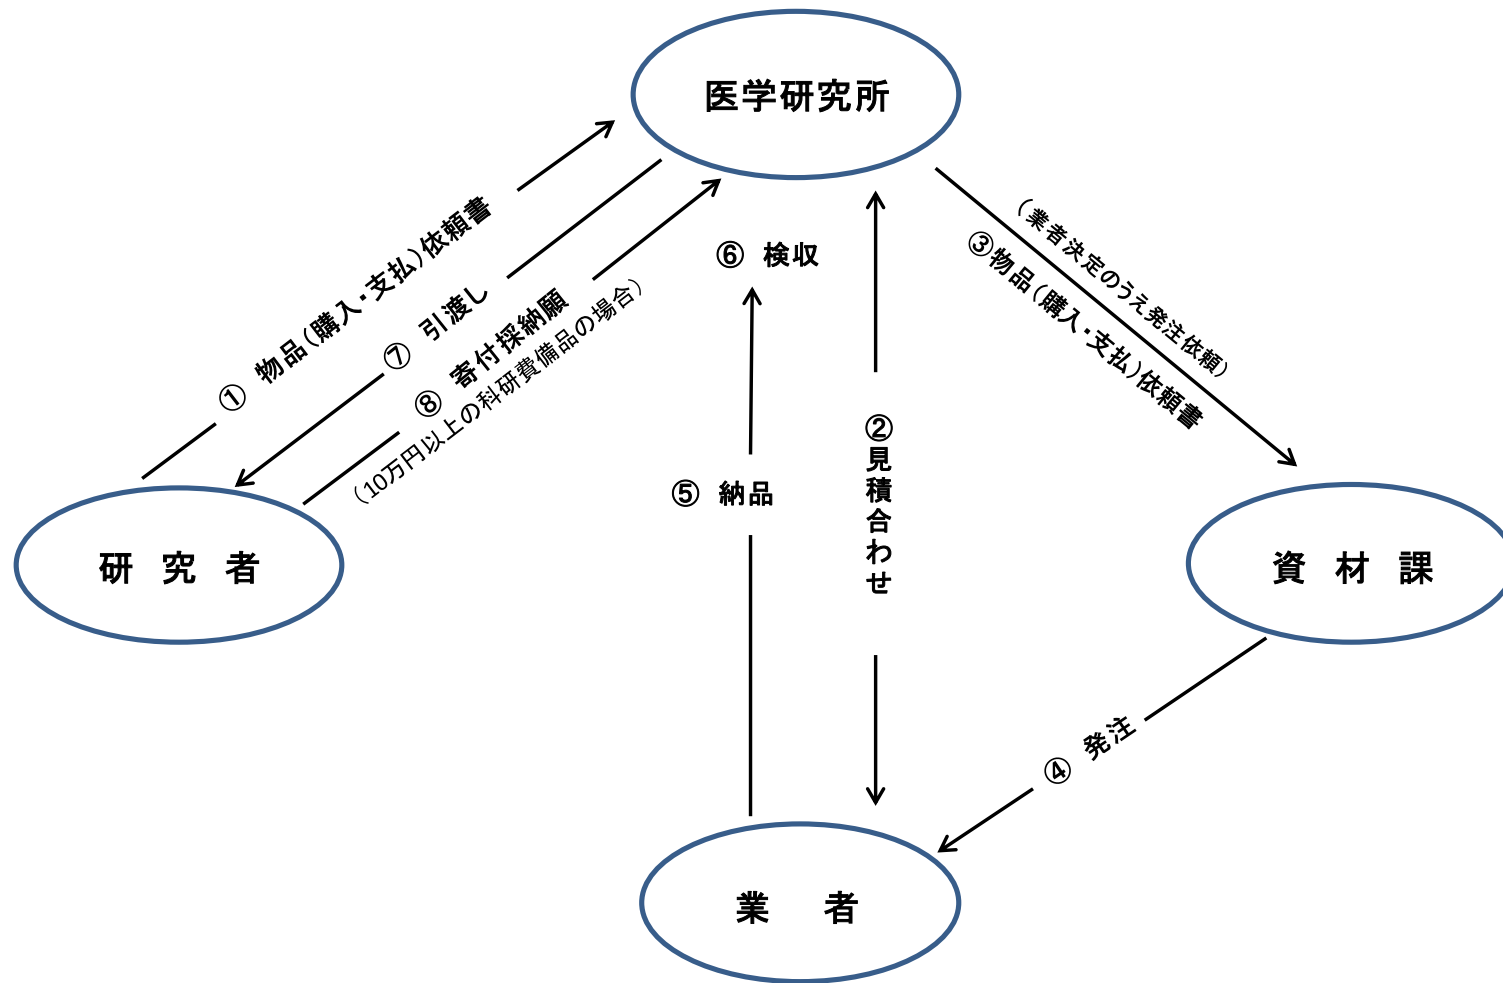 医学研究所
① 物品(購入・支払)依頼書
⑦ 引渡し
⑧ 寄付採納願
(10万円以上の科研費備品の場合)
⑥ 検収
(業者決定のうえ発注依頼)
③物品(購入・支払)依頼書
②見積合わせ
⑤ 納品
研 究 者
資 材 課
④ 発注
業 者